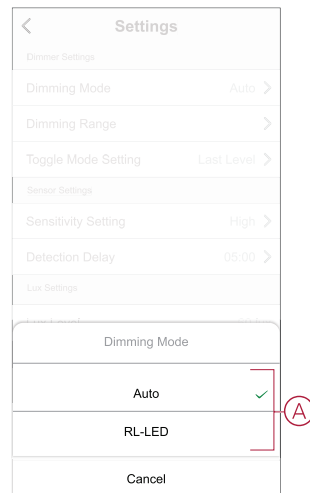 Settings
Dimmer Settings
Dimming Mode Auto
Dimming Range
Toggle Mode Setting Last Level
Sensor Settings
Sensitivity Setting High
Detection Delay 05:00
Lux Settings
Dimming Mode
Auto
A
RL-LED
Cancel